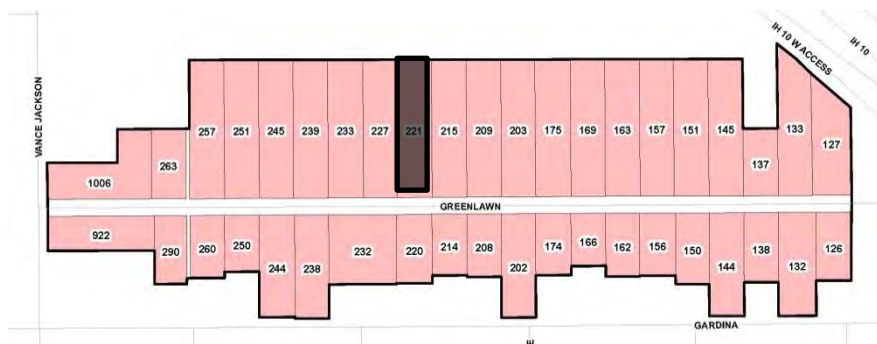 IH 10
IH 10 W ACCESS
VANCE JACKSON
257 251 245 239 233 227 221 215 209 203 175 169 163 157 151 145 133
127
263
137
1006
GREENLAWN
922
290 260 250 232 220 214 208 174 166 162 156 150 138 126
244 238 202 144 132
GARDINA